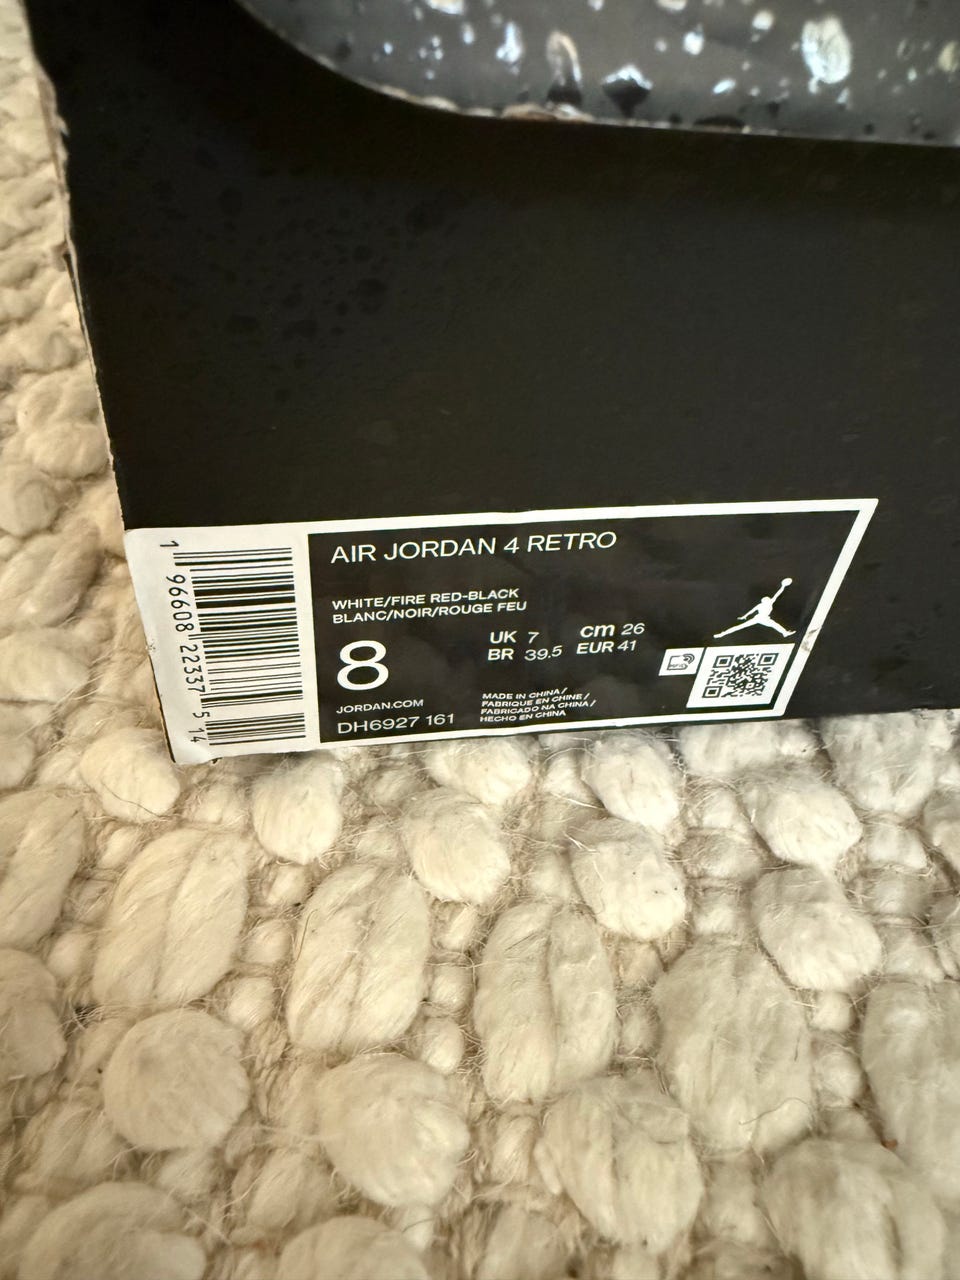 AIR JORDAN 4 RETRO
WHITE/FIRE RED-BLACK
BLANC/NOIR/ROUGE FEU
8
UK 7 cm 26
BR 39.5 EUR 41
JORDAN.COM
DH6927 161
MADE IN CHINA /
FABRIQUE EN CHINE /
FABRICADO NA CHINA /
HECHO EN CHINA
1 96608 22337 5 14